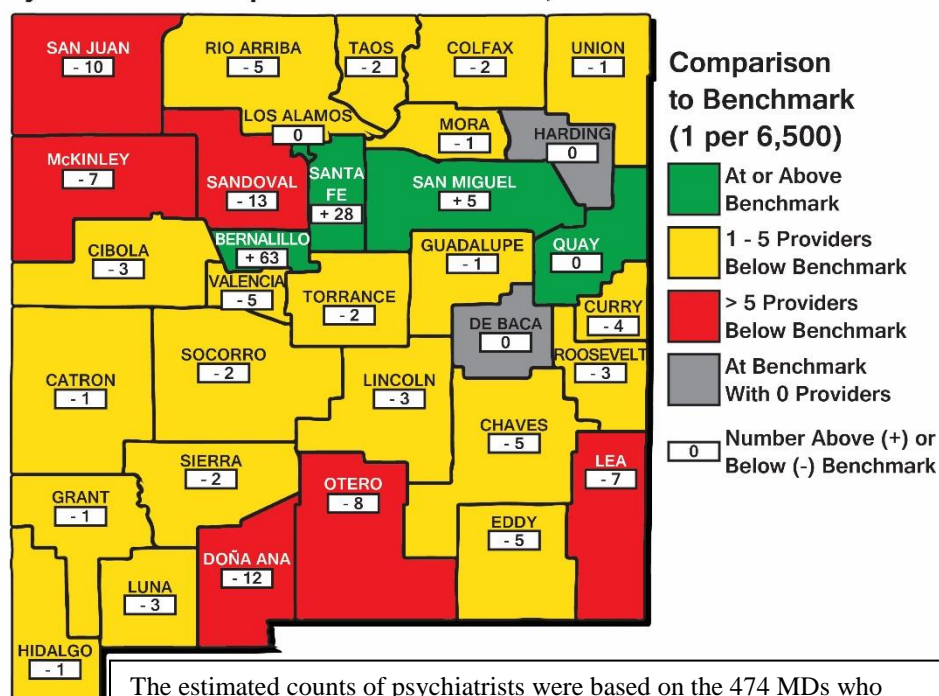 SAN JUAN
- 10
RIO ARRIBA
- 5
TAOS
- 2
COLFAX
- 2
UNION
- 1
LOS ALAMOS
0
MORA
- 1
HARDING
0
McKINLEY
- 7
SANDOVAL
- 13
SANTA
FE
+ 28
SAN MIGUEL
+ 5
CIBOLA
- 3
BERNALILLO
+ 63
VALENCIA
- 5
TORRANCE
- 2
GUADALUPE
- 1
QUAY
0
CURRY
- 4
DE BACA
0
ROOSEVELT
- 3
CATRON
- 1
SOCORRO
- 2
LINCOLN
- 3
CHAVES
- 5
SIERRA
- 2
OTERO
- 8
LEA
- 7
GRANT
- 1
EDDY
- 5
DOÑA ANA
- 12
LUNA
- 3
HIDALGO
- 1
Comparison
to Benchmark
(1 per 6,500)
At or Above
Benchmark
1 - 5 Providers
Below Benchmark
> 5 Providers
Below Benchmark
At Benchmark
With 0 Providers
0
Number Above (+) or
Below (-) Benchmark
The estimated counts of psychiatrists were based on the 474 MDs who